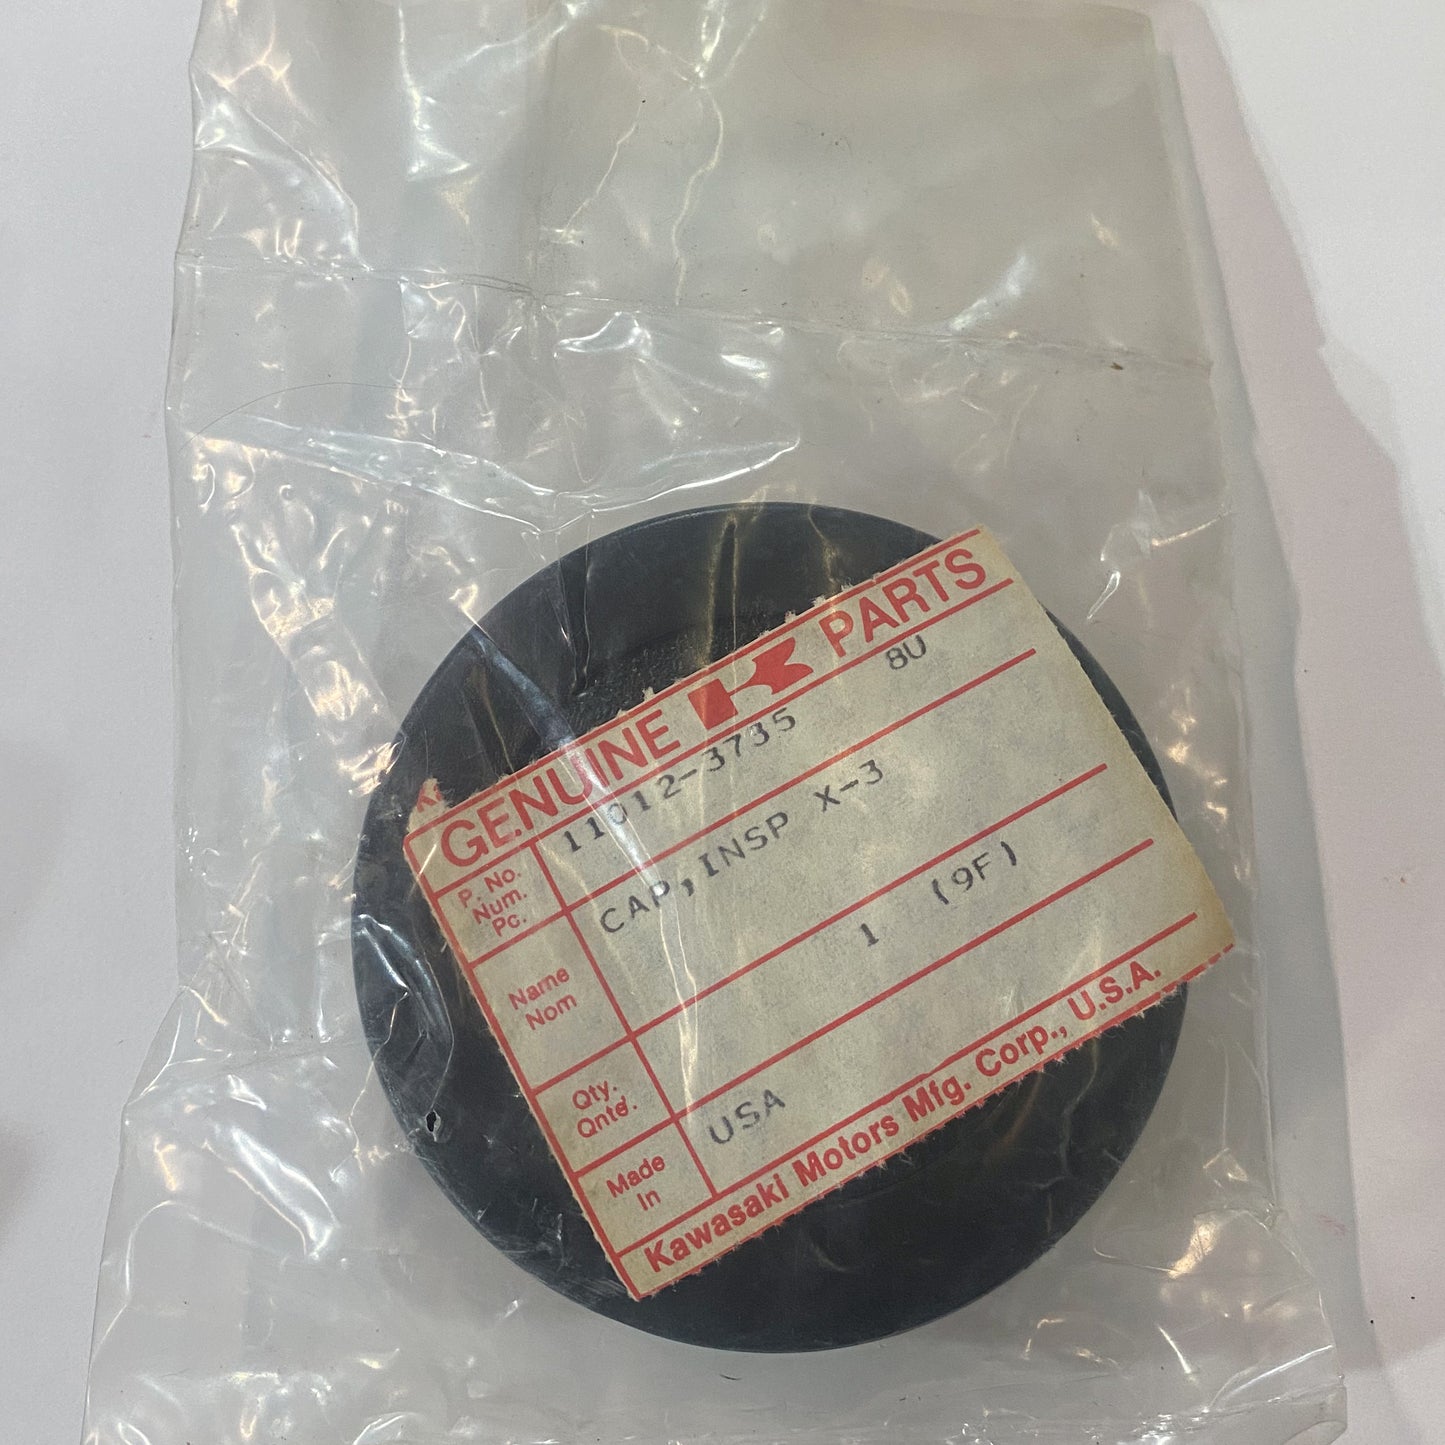 GENUINE K PARTS
P. No.
Num.
Pc.
11012-3735 8U
Name
Nom
CAP,INSP X-3
Qty.
Qnté.
1 (9F)
Made
In
USA
Kawasaki Motors Mfg. Corp., U.S.A.